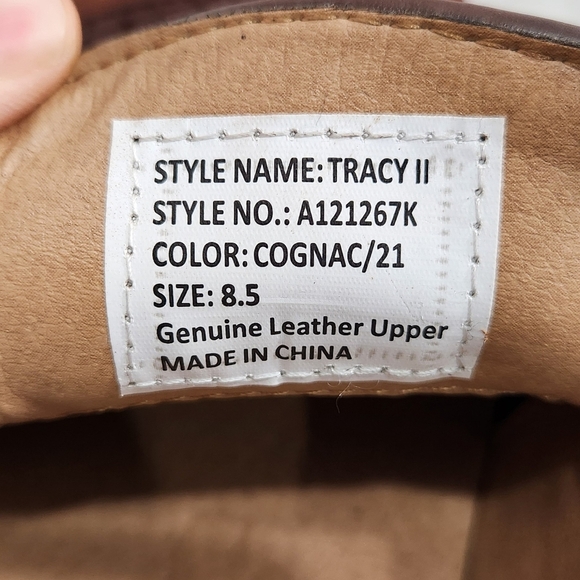 STYLE NAME: TRACY II
STYLE NO.: A121267K
COLOR: COGNAC/21
SIZE: 8.5
Genuine Leather Upper
MADE IN CHINA